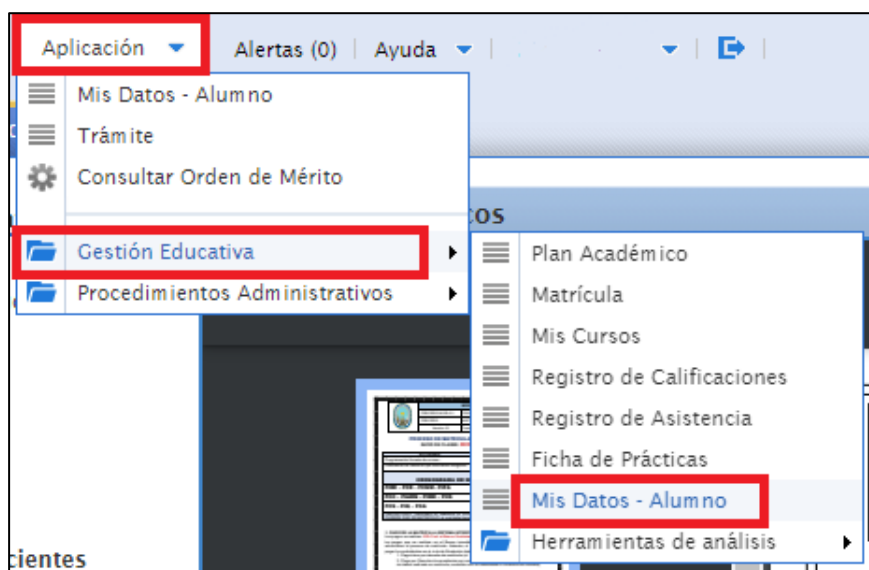 Aplicación
Alertas (0)
Ayuda
Mis Datos - Alumno
Trámite
Consultar Orden de Mérito
cos
Gestión Educativa
Plan Académico
Procedimientos Administrativos
Matrícula
Mis Cursos
Registro de Calificaciones
Registro de Asistencia
Ficha de Prácticas
Mis Datos - Alumno
Herramientas de análisis
cientes